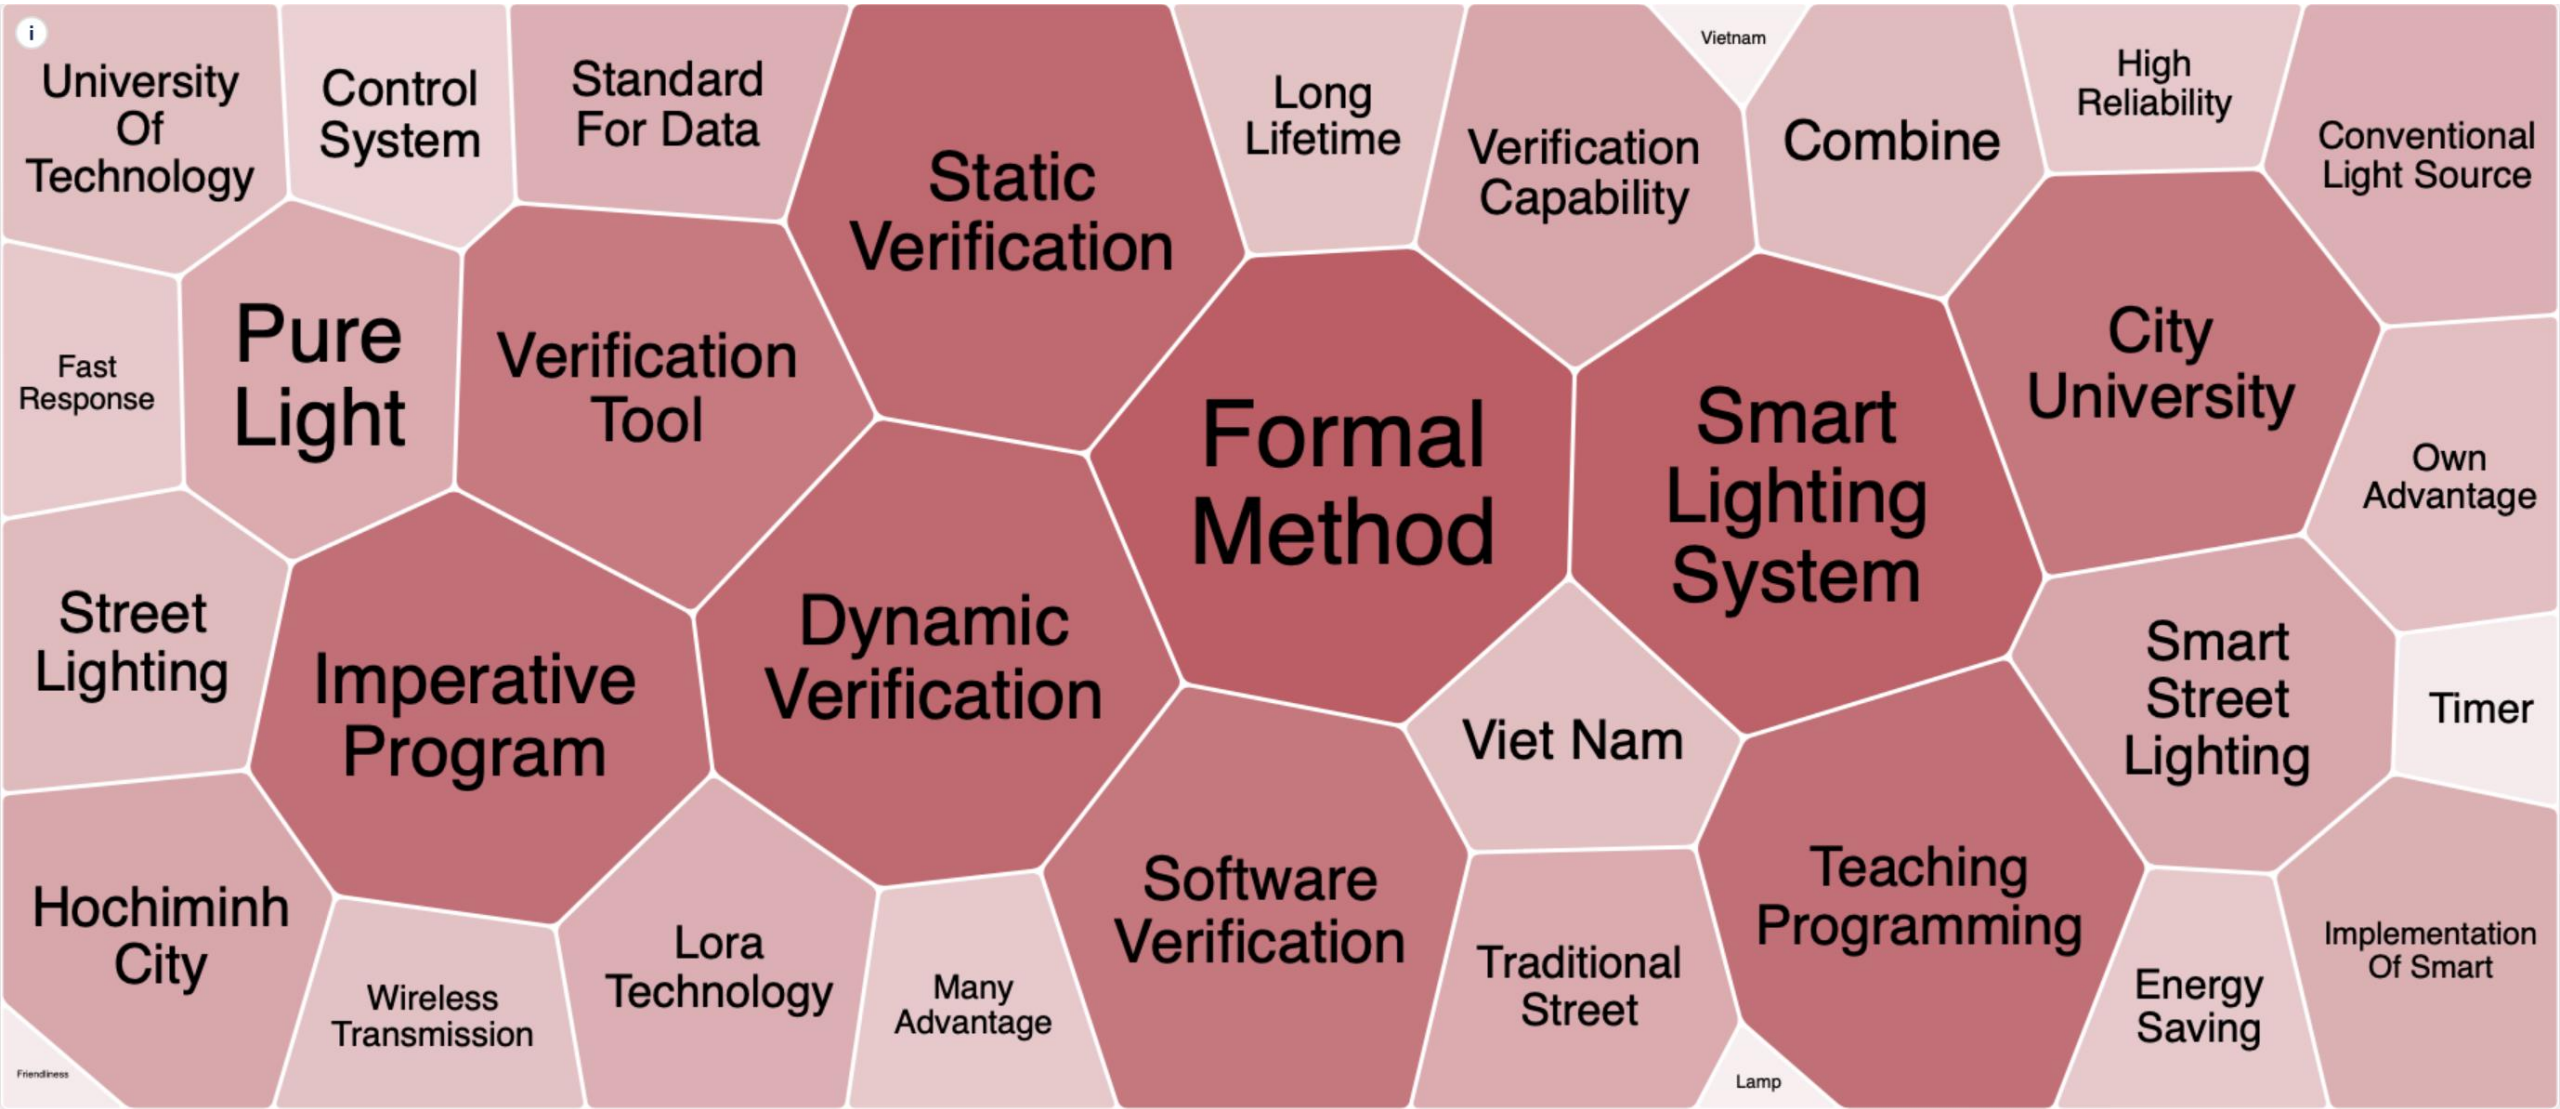 i
University
Of
Technology
Control
System
Standard
For Data
Static
Verification
Long
Lifetime
Verification
Capability
Vietnam
Combine
High
Reliability
Conventional
Light Source
Fast
Response
Pure
Light
Verification
Tool
Formal
Method
Smart
Lighting
System
City
University
Own
Advantage
Street
Lighting
Imperative
Program
Dynamic
Verification
Viet Nam
Smart
Street
Lighting
Timer
Hochiminh
City
Wireless
Transmission
Lora
Technology
Many
Advantage
Software
Verification
Traditional
Street
Teaching
Programming
Energy
Saving
Implementation
Of Smart
Friendliness
Lamp